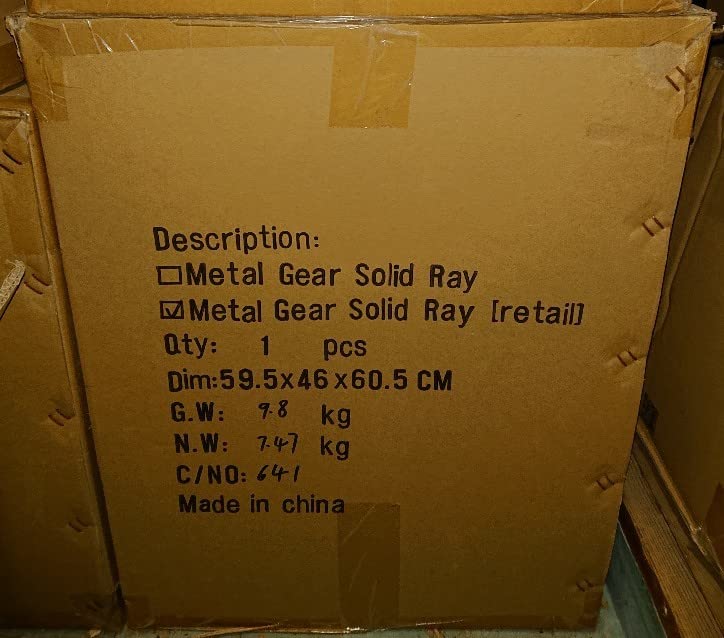 Description:
☐Metal Gear Solid Ray
☑Metal Gear Solid Ray [retail]
Qty: 1 pcs
Dim:59.5x46x60.5 CM
G.W: 9.8 kg
N.W: 7.47 kg
C/NO: 641
Made in china